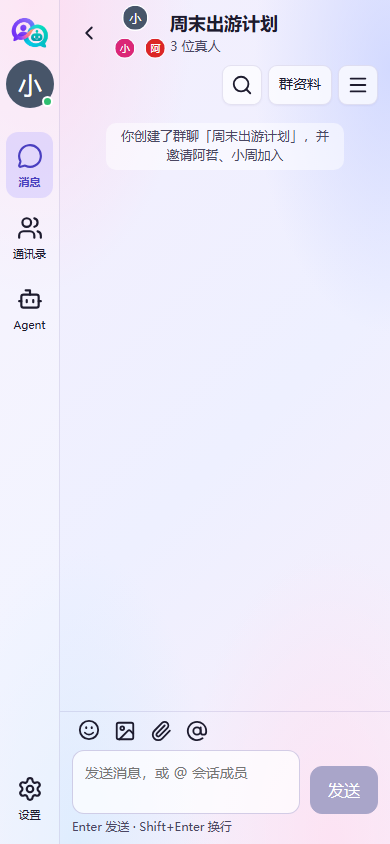 小
周末出游计划
小 阿
3 位真人
小
群资料
你创建了群聊「周末出游计划」，并
邀请阿哲、小周加入
消息
通讯录
Agent
发送消息，或 @ 会话成员
发送
设置
Enter 发送 · Shift+Enter 换行